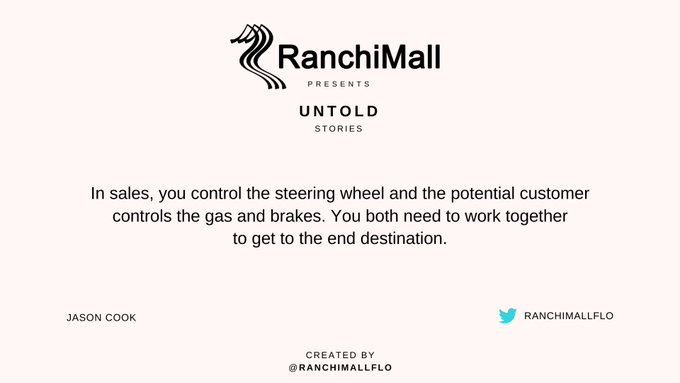 RanchiMall
PRESENTS
UNTOLD
STORIES
In sales, you control the steering wheel and the potential customer
controls the gas and brakes. You both need to work together
to get to the end destination.
JASON COOK
RANCHIMALLFLO
CREATED BY
@RANCHIMALLFLO